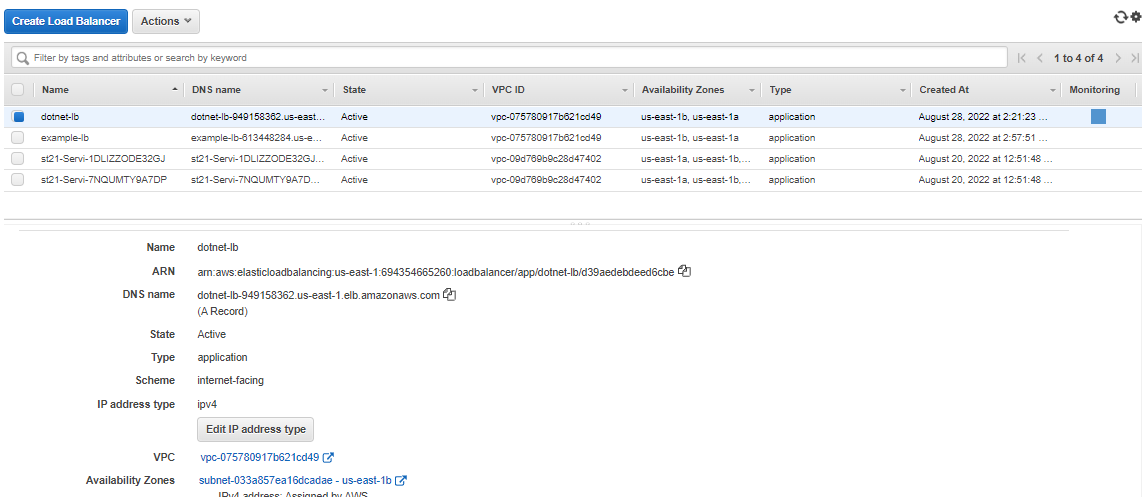 Create Load Balancer Actions
Filter by tags and attributes or search by keyword 1 to 4 of 4
Name DNS name State VPC ID Availability Zones Type Created At Monitoring
dotnet-lb dotnet-lb-949158362.us-east... Active vpc-075780917b621cd49 us-east-1b, us-east-1a application August 28, 2022 at 2:21:23 ...
example-lb example-lb-613448284.us-e... Active vpc-075780917b621cd49 us-east-1b, us-east-1a application August 28, 2022 at 2:57:51 ...
st21-Servi-1DLIZZODE32GJ st21-Servi-1DLIZZODE32GJ... Active vpc-09d769b9c28d47402 us-east-1a, us-east-1b,... application August 20, 2022 at 12:51:48 ...
st21-Servi-7NQUMTY9A7DP st21-Servi-7NQUMTY9A7D... Active vpc-09d769b9c28d47402 us-east-1a, us-east-1b,... application August 20, 2022 at 12:51:48 ...
Name dotnet-lb
ARN arn:aws:elasticloadbalancing:us-east-1:694354665260:loadbalancer/app/dotnet-lb/d39aedebdeed6cbe
DNS name dotnet-lb-949158362.us-east-1.elb.amazonaws.com
(A Record)
State Active
Type application
Scheme internet-facing
IP address type ipv4
Edit IP address type
VPC vpc-075780917b621cd49
Availability Zones subnet-033a857ea16dcadae - us-east-1b
IPv4 address: Assigned by AWS